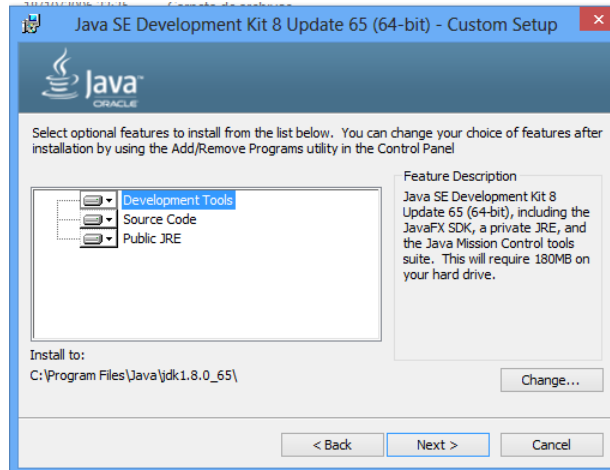 Carpeta de archivos
Java SE Development Kit 8 Update 65 (64-bit) - Custom Setup
Java™
ORACLE
Select optional features to install from the list below. You can change your choice of features after
installation by using the Add/Remove Programs utility in the Control Panel
Development Tools
Source Code
Public JRE
Feature Description
Java SE Development Kit 8
Update 65 (64-bit), including the
JavaFX SDK, a private JRE, and
the Java Mission Control tools
suite. This will require 180MB on
your hard drive.
Install to:
C:\Program Files\Java\jdk1.8.0_65\
Change...
< Back
Next >
Cancel